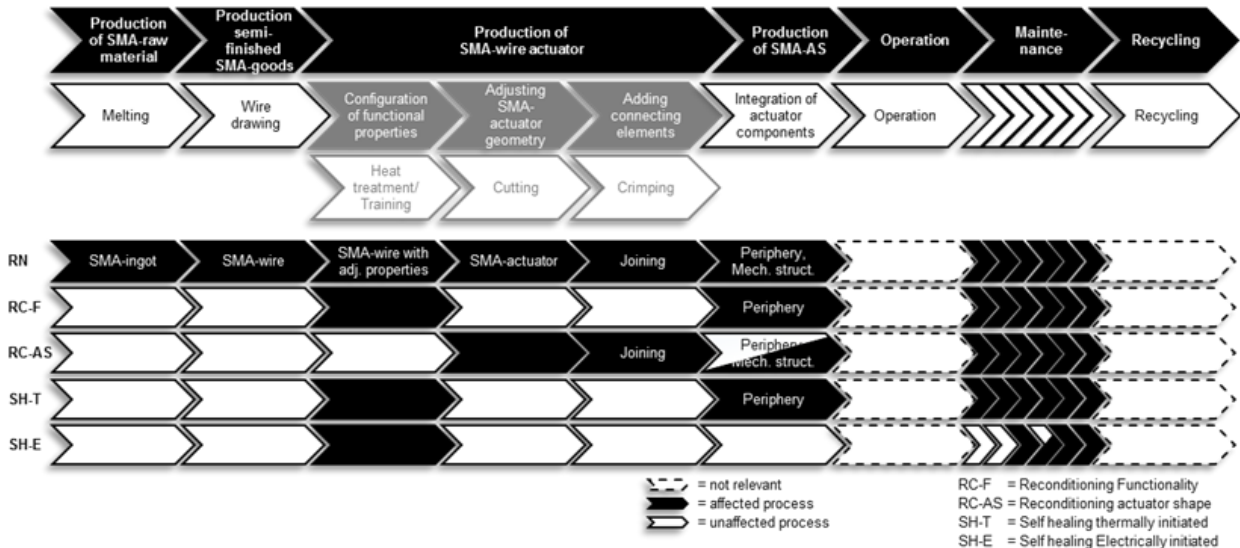 Production
of SMA-raw
material
Production
semi-
finished
SMA-goods
Production of
SMA-wire actuator
Production
of SMA-AS
Operation
Mainte-
nance
Recycling
Melting
Wire
drawing
Configuration
of functional
properties
Adjusting
SMA-
actuator
geometry
Adding
connecting
elements
Integration of
actuator
components
Operation
Recycling
Heat
treatment/
Training
Cutting
Crimping
RN
SMA-ingot
SMA-wire
SMA-wire with
adj. properties
SMA-actuator
Joining
Periphery,
Mech. struct.
RC-F
Periphery
RC-AS
Joining
Periphery,
Mech. struct.
SH-T
Periphery
SH-E
= not relevant
= affected process
= unaffected process
RC-F = Reconditioning Functionality
RC-AS = Reconditioning actuator shape
SH-T = Self healing thermally initiated
SH-E = Self healing Electrically initiated